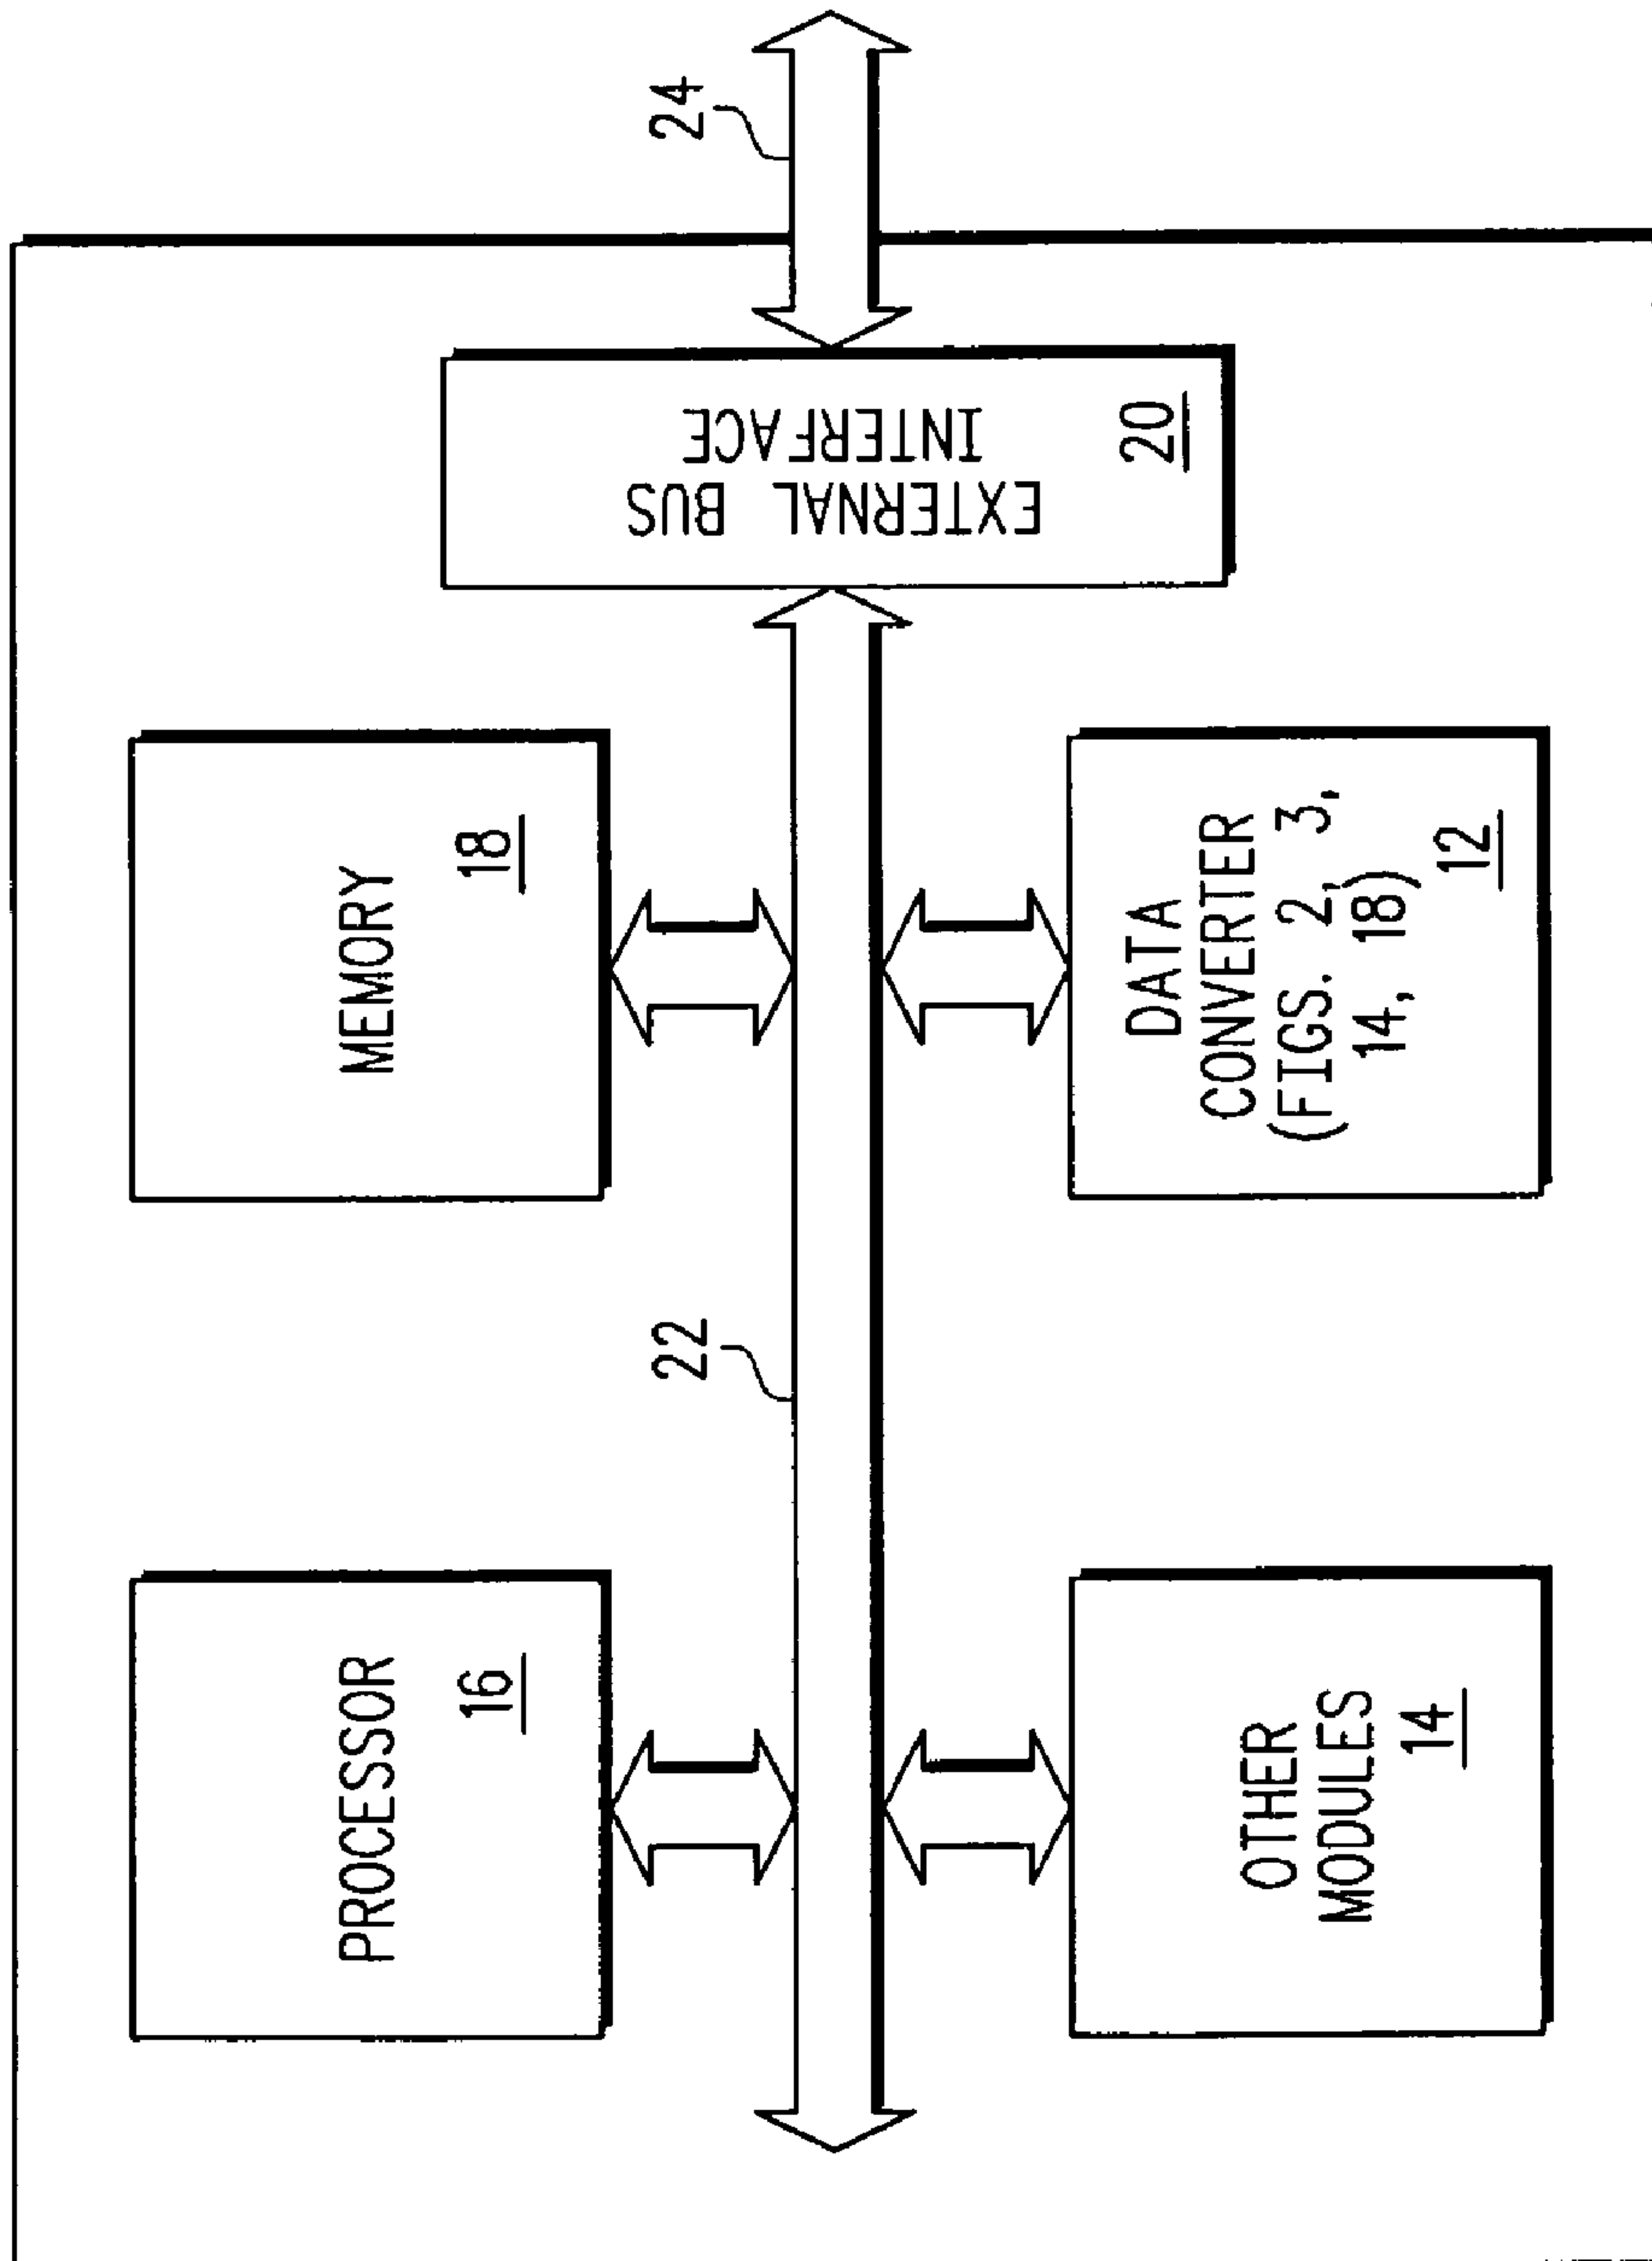 PROCESSOR
16
MEMORY
18
22
24
EXTERNAL BUS
INTERFACE
20
OTHER
MODULES
14
DATA
CONVERTER
(FIGS. 2, 3,
14, 18)
12